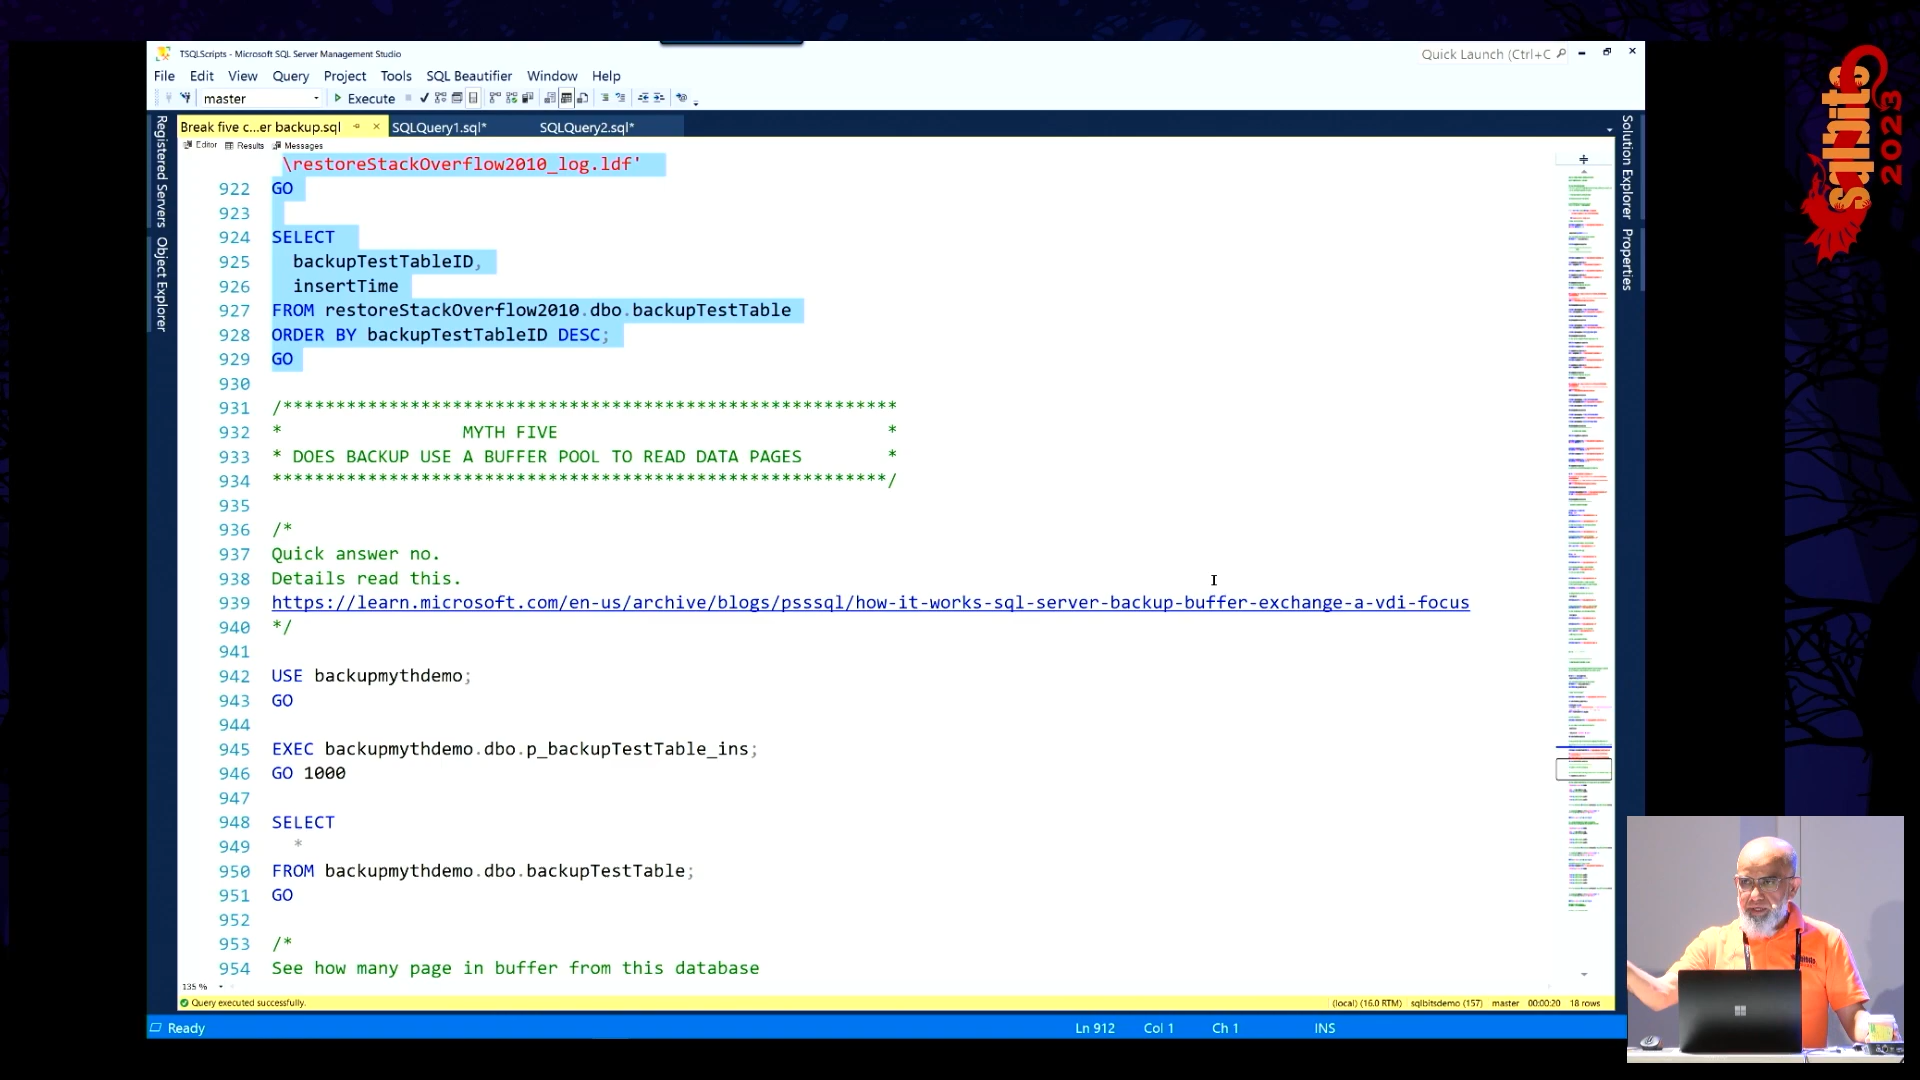 TSQLScripts - Microsoft SQL Server Management Studio
Quick Launch (Ctrl+C
File Edit View Query Project Tools SQL Beautifier Window Help
master Execute
Break five c...er backup.sql SQLQuery1.sql* SQLQuery2.sql*
Editor Results Messages
Registered Servers
Object Explorer
\restoreStackOverflow2010_log.ldf'
922 GO
923
924 SELECT
925 backupTestTableID,
926 insertTime
927 FROM restoreStackOverflow2010.dbo.backupTestTable
928 ORDER BY backupTestTableID DESC;
929 GO
930
931 /**********************************************************
932 * MYTH FIVE *
933 * DOES BACKUP USE A BUFFER POOL TO READ DATA PAGES *
934 **********************************************************/
935
936 /*
937 Quick answer no.
938 Details read this.
939 https://learn.microsoft.com/en-us/archive/blogs/psssql/how-it-works-sql-server-backup-buffer-exchange-a-vdi-focus
940 */
941
942 USE backupmythdemo;
943 GO
944
945 EXEC backupmythdemo.dbo.p_backupTestTable_ins;
946 GO 1000
947
948 SELECT
949 *
950 FROM backupmythdemo.dbo.backupTestTable;
951 GO
952
953 /*
954 See how many page in buffer from this database
135 %
Query executed successfully. (local) (16.0 RTM) sqlbitsdemo (157) master 00:00:20 18 rows
Ready Ln 912 Col 1 Ch 1 INS
Solution Explorer
Properties
sqlbits
2023